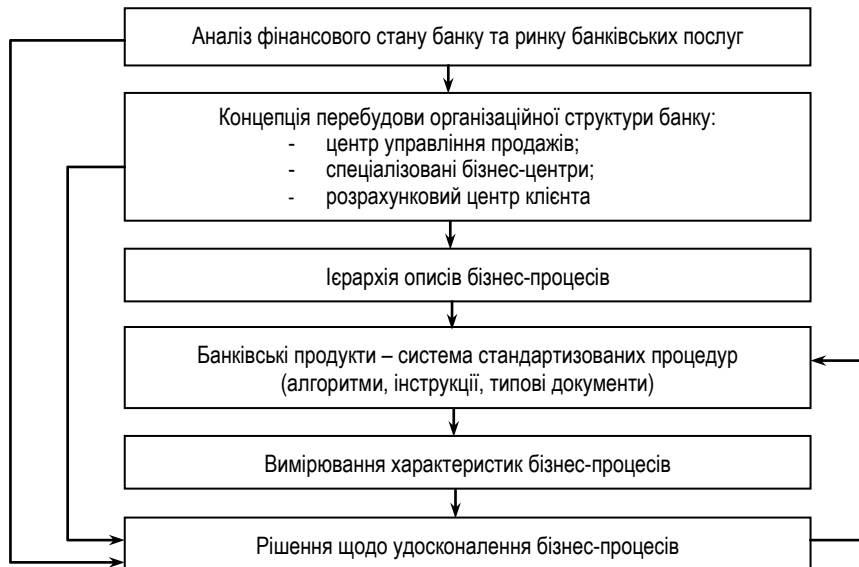 Аналіз фінансового стану банку та ринку банківських послуг
Концепція перебудови організаційної структури банку:
- центр управління продажів;
- спеціалізовані бізнес-центри;
- розрахунковий центр клієнта
Ієрархія описів бізнес-процесів
Банківські продукти – система стандартизованих процедур
(алгоритми, інструкції, типові документи)
Вимірювання характеристик бізнес-процесів
Рішення щодо удосконалення бізнес-процесів